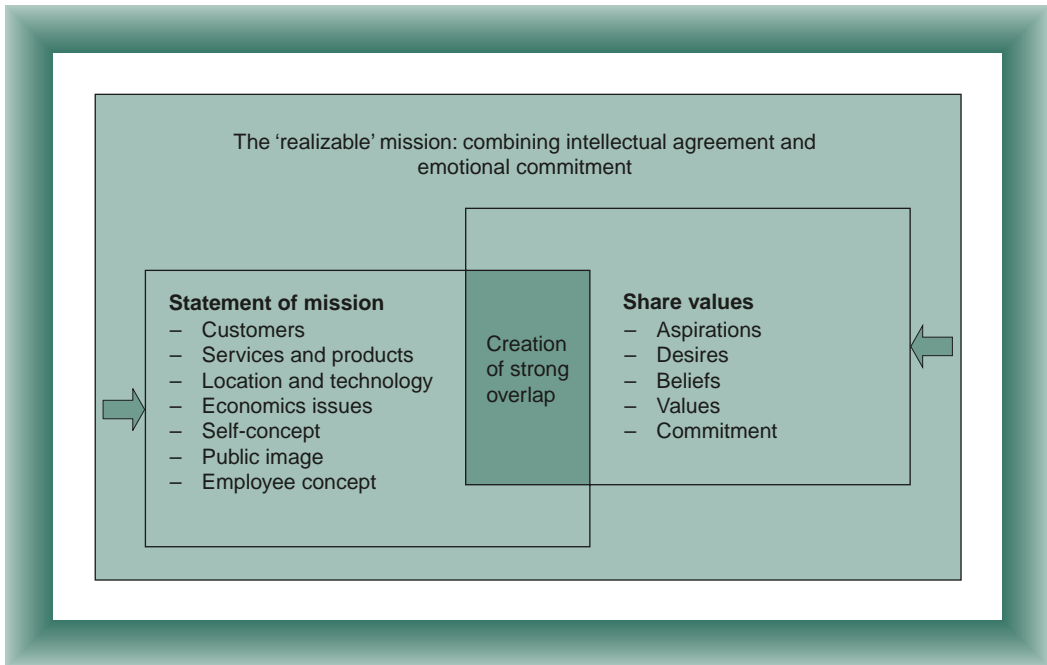 The 'realizable' mission: combining intellectual agreement and
emotional commitment
Statement of mission
– Customers
– Services and products
– Location and technology
– Economics issues
– Self-concept
– Public image
– Employee concept
Creation
of strong
overlap
Share values
– Aspirations
– Desires
– Beliefs
– Values
– Commitment